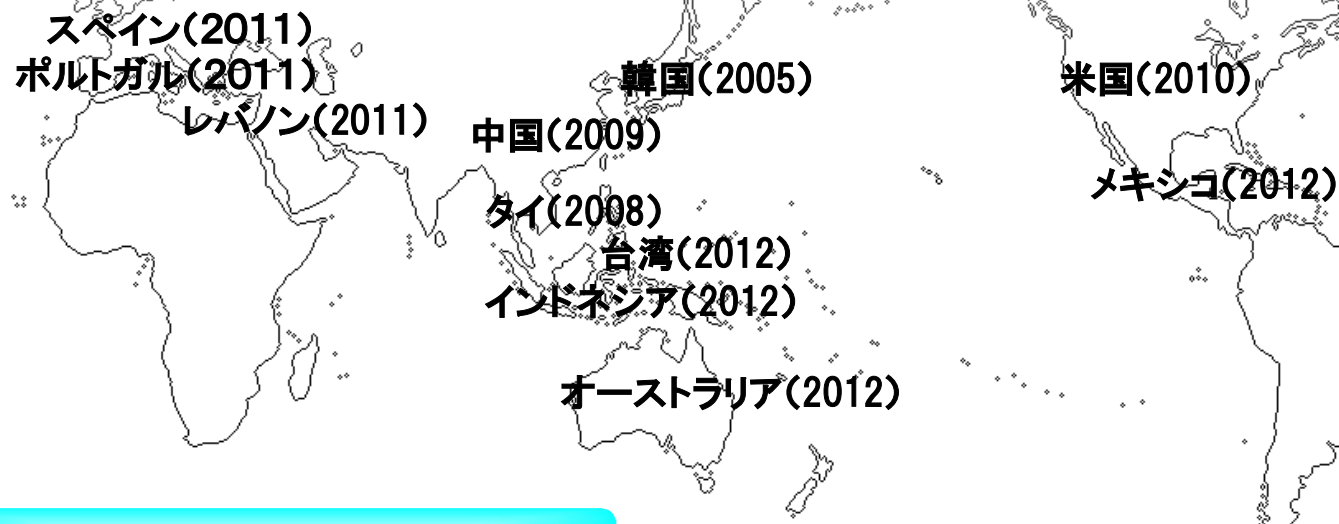 スペイン(2011)
ポルトガル(2011)
レバノン(2011)
韓国(2005)
米国(2010)
中国(2009)
メキシコ(2012)
タイ(2008)
台湾(2012)
インドネシア(2012)
オーストラリア(2012)